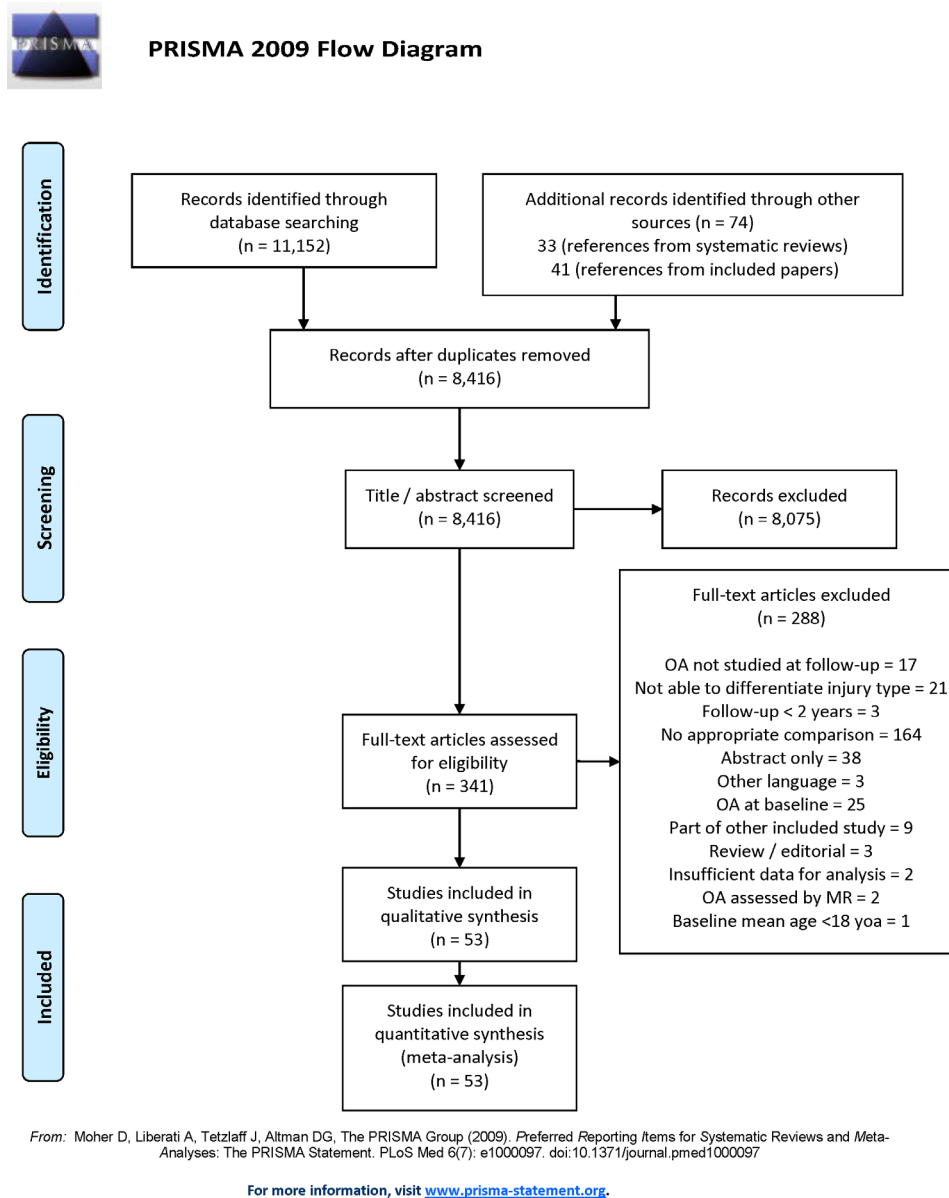 PRISMA
PRISMA 2009 Flow Diagram
Identification
Records identified through
database searching
(n = 11,152)
Additional records identified through other
sources (n = 74)
33 (references from systematic reviews)
41 (references from included papers)
Records after duplicates removed
(n = 8,416)
Screening
Title / abstract screened
(n = 8,416)
Records excluded
(n = 8,075)
Eligibility
Full-text articles assessed
for eligibility
(n = 341)
Full-text articles excluded
(n = 288)
OA not studied at follow-up = 17
Not able to differentiate injury type = 21
Follow-up < 2 years = 3
No appropriate comparison = 164
Abstract only = 38
Other language = 3
OA at baseline = 25
Part of other included study = 9
Review / editorial = 3
Insufficient data for analysis = 2
OA assessed by MR = 2
Baseline mean age <18 yoa = 1
Included
Studies included in
qualitative synthesis
(n = 53)
Studies included in
quantitative synthesis
(meta-analysis)
(n = 53)
From: Moher D, Liberati A, Tetzlaff J, Altman DG, The PRISMA Group (2009). Preferred Reporting Items for Systematic Reviews and Meta-
Analyses: The PRISMA Statement. PLoS Med 6(7): e1000097. doi:10.1371/journal.pmed1000097
For more information, visit www.prisma-statement.org.